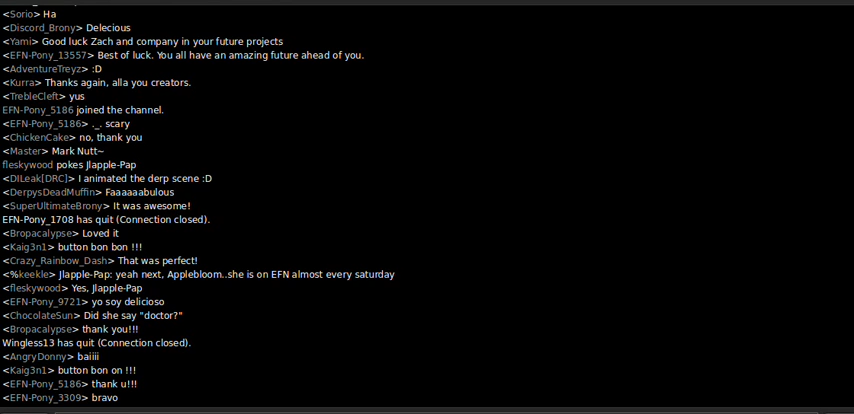 <Sorio> Ha
<Discord_Brony> Delecious
<Yami> Good luck Zach and company in your future projects
<EFN-Pony_13557> Best of luck. You all have an amazing future ahead of you.
<AdventureTreyz> :D
<Kurra> Thanks again, alla you creators.
<TrebleCleft> yus
EFN-Pony_5186 joined the channel.
<EFN-Pony_5186> ._. scary
<ChickenCake> no, thank you
<Master> Mark Nutt~
fleskywood pokes Jlapple-Pap
<DILeak[DRC]> I animated the derp scene :D
<DerpysDeadMuffin> Faaaaaabulous
<SuperUltimateBrony> It was awesome!
EFN-Pony_1708 has quit (Connection closed).
<Bropacalypse> Loved it
<Kaig3n1> button bon bon !!!
<Crazy_Rainbow_Dash> That was perfect!
<%keekle> Jlapple-Pap: yeah next, Applebloom..she is on EFN almost every saturday
<fleskywood> Yes, Jlapple-Pap
<EFN-Pony_9721> yo soy delicioso
<ChocolateSun> Did she say "doctor?"
<Bropacalypse> thank you!!!
Wingless13 has quit (Connection closed).
<AngryDonny> baiiii
<Kaig3n1> button bon on !!!
<EFN-Pony_5186> thank u!!!
<EFN-Pony_3309> bravo